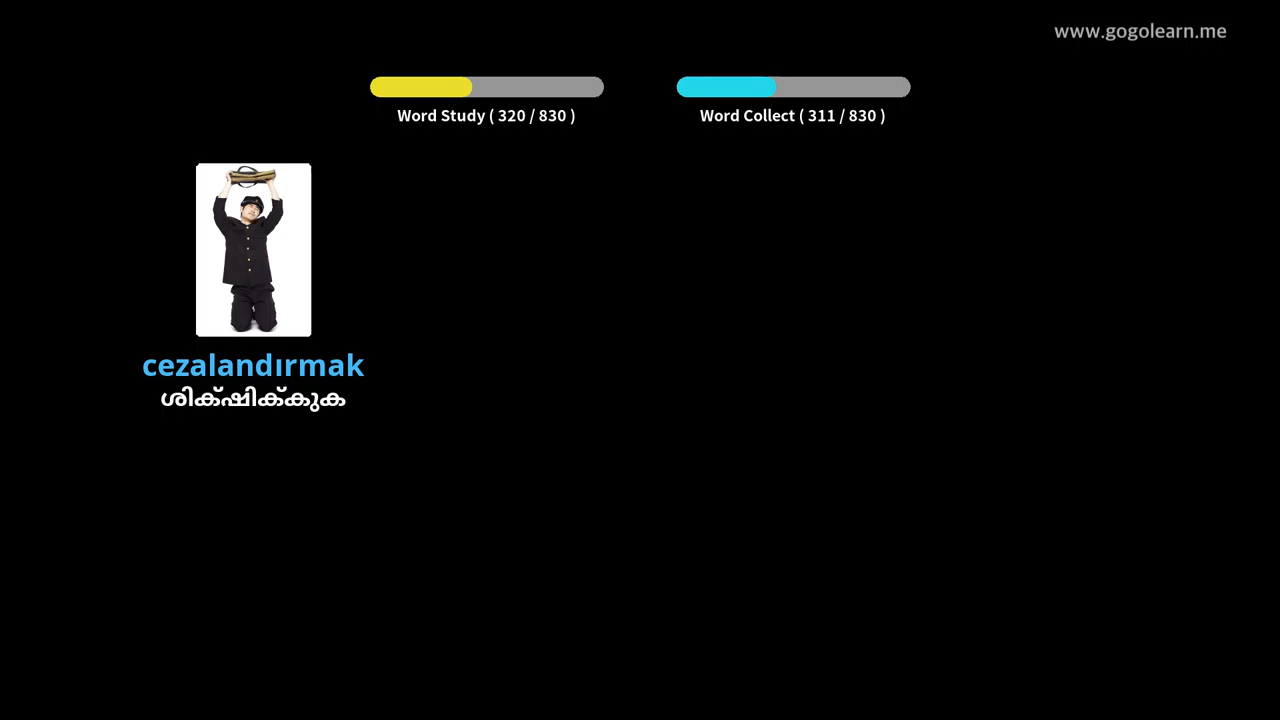 www.gogolearn.me
Word Study ( 320 / 830 )
Word Collect ( 311 / 830 )
cezalandırmak
ശിക്ഷിക്കുക